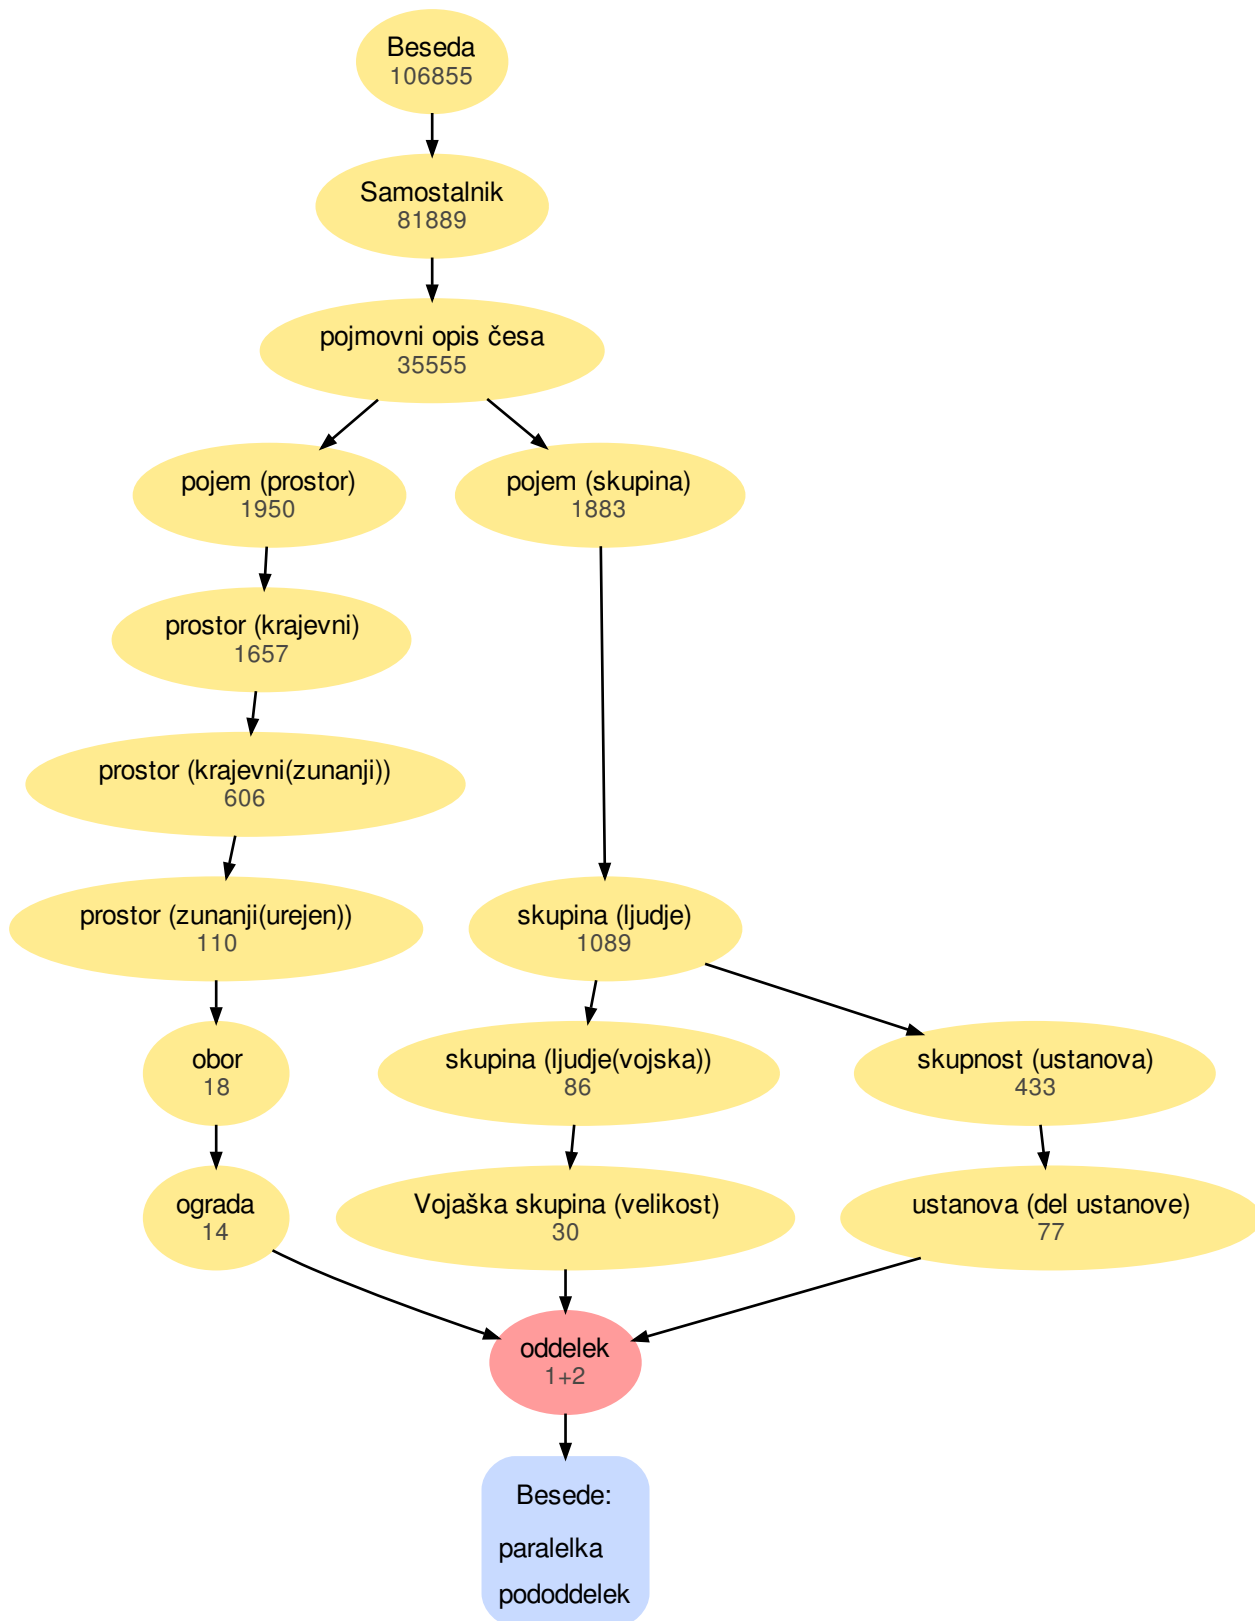 Beseda
106855
Samostalnik
81889
pojmovni opis česa
35555
pojem (prostor)
1950
pojem (skupina)
1883
prostor (krajevni)
1657
prostor (krajevni(zunanji))
606
prostor (zunanji(urejen))
110
skupina (ljudje)
1089
obor
18
skupina (ljudje(vojska))
86
skupnost (ustanova)
433
ograda
14
Vojaška skupina (velikost)
30
ustanova (del ustanove)
77
oddelek
1+2
Besede:
paralelka
pododdelek